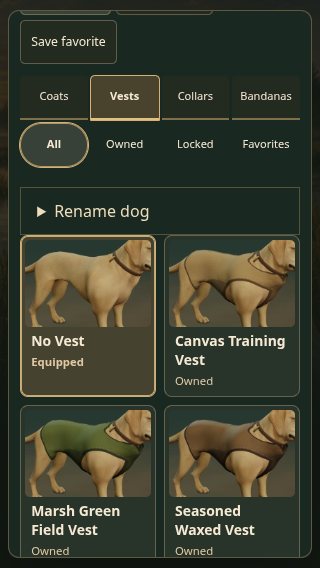 Save favorite
Coats Vests Collars Bandanas
All Owned Locked Favorites
▶ Rename dog
No Vest
Equipped
Canvas Training
Vest
Owned
Marsh Green
Field Vest
Owned
Seasoned
Waxed Vest
Owned